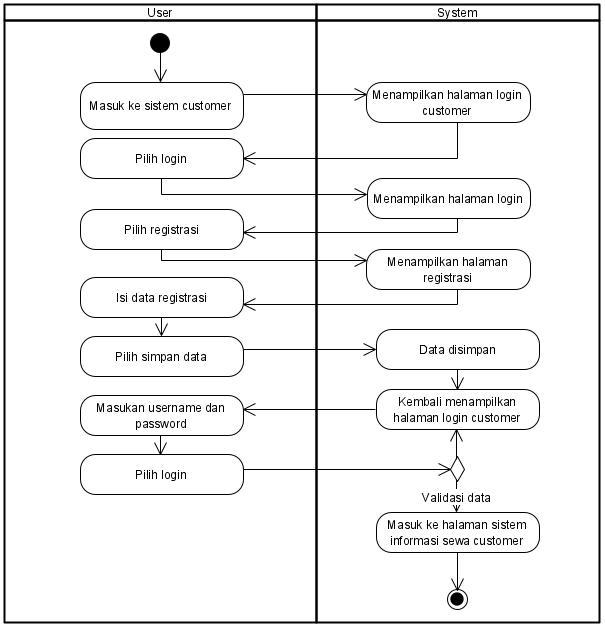 User
System
Masuk ke sistem customer
Menampilkan halaman login
customer
Pilih login
Menampilkan halaman login
Pilih registrasi
Menampilkan halaman
registrasi
Isi data registrasi
Pilih simpan data
Data disimpan
Masukan username dan
password
Kembali menampilkan
halaman login customer
Pilih login
Validasi data
Masuk ke halaman sistem
informasi sewa customer